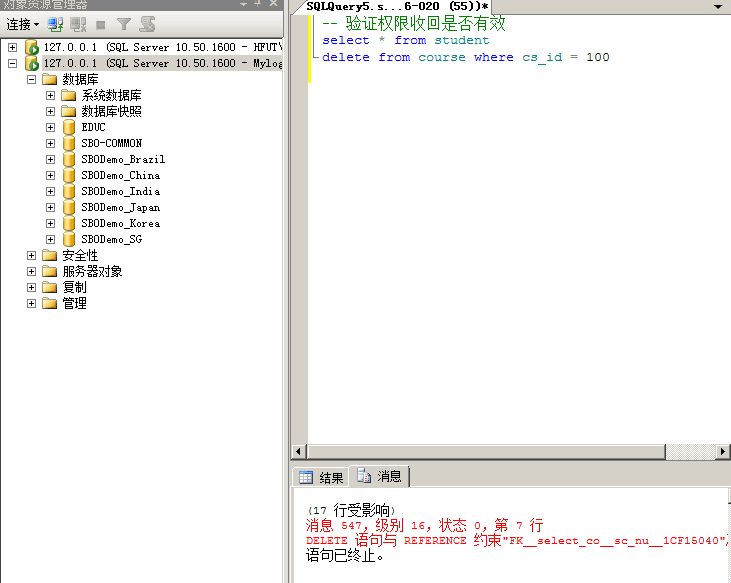 对象资源管理器
连接
127.0.0.1 (SQL Server 10.50.1600 - HFUT
127.0.0.1 (SQL Server 10.50.1600 - Mylog
数据库
系统数据库
数据库快照
EDUC
SBO-COMMON
SBODemo_Brazil
SBODemo_China
SBODemo_India
SBODemo_Japan
SBODemo_Korea
SBODemo_SG
安全性
服务器对象
复制
管理
SQLQuery5.s...6-020 (55))*
-- 验证权限收回是否有效
select * from student
delete from course where cs_id = 100
结果
消息
(17 行受影响)
消息 547，级别 16，状态 0，第 7 行
DELETE 语句与 REFERENCE 约束"FK__select_co__sc_nu__1CF15040"
语句已终止。